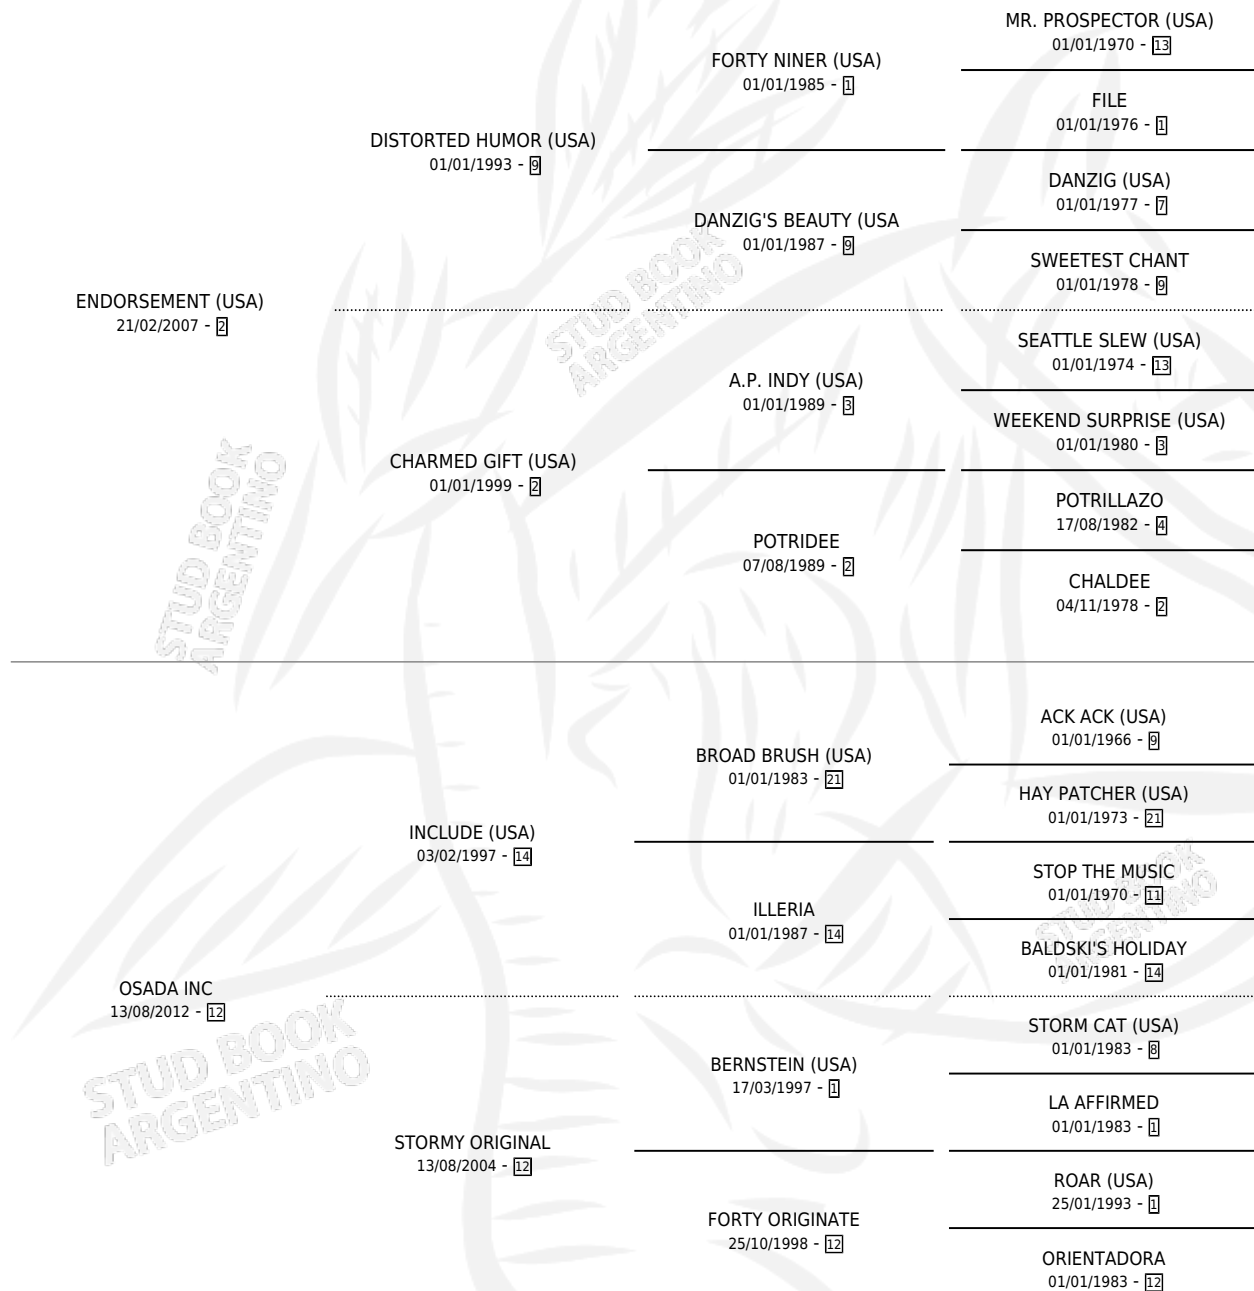 MR. PROSPECTOR (USA)
01/01/1970 - 13
FORTY NINER (USA)
01/01/1985 - 1
FILE
01/01/1976 - 1
DISTORTED HUMOR (USA)
01/01/1993 - 9
DANZIG (USA)
01/01/1977 - 7
DANZIG'S BEAUTY (USA
01/01/1987 - 9
SWEETEST CHANT
01/01/1978 - 9
ENDORSEMENT (USA)
21/02/2007 - 2
STUD BOOK
ARGENTINO
SEATTLE SLEW (USA)
01/01/1974 - 13
A.P. INDY (USA)
01/01/1989 - 3
WEEKEND SURPRISE (USA)
01/01/1980 - 3
CHARMED GIFT (USA)
01/01/1999 - 2
POTRILLAZO
17/08/1982 - 4
POTRIDEE
07/08/1989 - 2
CHALDEE
04/11/1978 - 2
STUD BOOK
ARGENTINO
ACK ACK (USA)
01/01/1966 - 9
BROAD BRUSH (USA)
01/01/1983 - 21
HAY PATCHER (USA)
01/01/1973 - 21
INCLUDE (USA)
03/02/1997 - 14
STOP THE MUSIC
01/01/1970 - 11
ILLERIA
01/01/1987 - 14
BALDSKI'S HOLIDAY
01/01/1981 - 14
STUD BOOK
ARGENTINO
OSADA INC
13/08/2012 - 12
STUD BOOK
ARGENTINO
STORM CAT (USA)
01/01/1983 - 8
BERNSTEIN (USA)
17/03/1997 - 1
LA AFFIRMED
01/01/1983 - 1
STORMY ORIGINAL
13/08/2004 - 12
ROAR (USA)
25/01/1993 - 1
FORTY ORIGINATE
25/10/1998 - 12
ORIENTADORA
01/01/1983 - 12